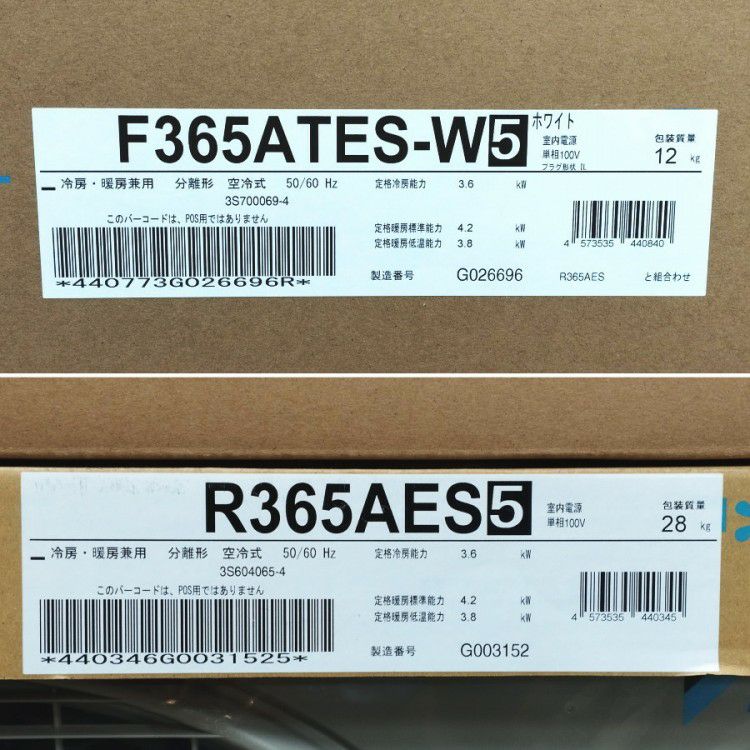 F365ATES-W5 ホワイト
室内電源
単相100V
プラグ形状 IL
包装質量
12 kg
冷房・暖房兼用 分離形 空冷式 50/60 Hz
3S700069-4
このバーコードは、POS用ではありません
*440773G026696R*
定格冷房能力 3.6 kW
定格暖房標準能力 4.2 kW
定格暖房低温能力 3.8 kW
製造番号 G026696
4 573535 440840
R365AES と組合わせ
R365AES5
室内電源
単相100V
包装質量
28 kg
冷房・暖房兼用 分離形 空冷式 50/60 Hz
3S604065-4
このバーコードは、POS用ではありません
*440346G0031525*
定格冷房能力 3.6 kW
定格暖房標準能力 4.2 kW
定格暖房低温能力 3.8 kW
製造番号 G003152
4 573535 440345